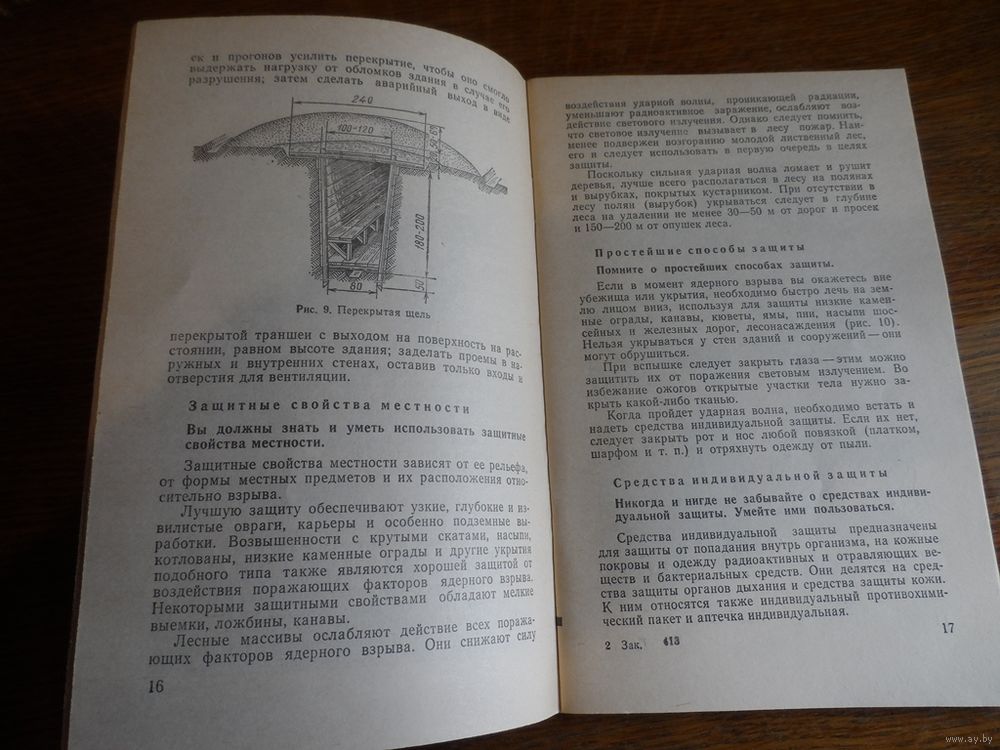 ек и прогонов усилить перекрытие, чтобы оно смогло
выдержать нагрузку от обломков здания в случае его
разрушения; затем сделать аварийный выход в виде
240
100-120
50-60
180-200
50
60
Рис. 9. Перекрытая щель
перекрытой траншеи с выходом на поверхность на рас-
стоянии, равном высоте здания; заделать проемы в на-
ружных и внутренних стенах, оставив только входы и
отверстия для вентиляции.
Защитные свойства местности
Вы должны знать и уметь использовать защитные
свойства местности.
Защитные свойства местности зависят от ее рельефа,
от формы местных предметов и их расположения отно-
сительно взрыва.
Лучшую защиту обеспечивают узкие, глубокие и из-
вилистые овраги, карьеры и особенно подземные вы-
работки. Возвышенности с крутыми скатами, насыпи,
котлованы, низкие каменные ограды и другие укрытия
подобного типа также являются хорошей защитой от
воздействия поражающих факторов ядерного взрыва.
Некоторыми защитными свойствами обладают мелкие
выемки, ложбины, канавы.
Лесные массивы ослабляют действие всех поража-
ющих факторов ядерного взрыва. Они снижают силу
16
воздействия ударной волны, проникающей радиации,
уменьшают радиоактивное заражение, ослабляют воз-
действие светового излучения. Однако следует помнить,
что световое излучение вызывает в лесу пожар. Наи-
менее подвержен возгоранию молодой лиственный лес,
его и следует использовать в первую очередь в целях
защиты.
Поскольку сильная ударная волна ломает и рушит
деревья, лучше всего располагаться в лесу на полянах
и вырубках, покрытых кустарником. При отсутствии в
лесу полян (вырубок) укрываться следует в глубине
леса на удалении не менее 30—50 м от дорог и просек
и 150—200 м от опушек леса.
Простейшие способы защиты
Помните о простейших способах защиты.
Если в момент ядерного взрыва вы окажетесь вне
убежища или укрытия, необходимо быстро лечь на зем-
лю лицом вниз, используя для защиты низкие камен-
ные ограды, канавы, кюветы, ямы, пни, насыпи шос-
сейных и железных дорог, лесонасаждения (рис. 10).
Нельзя укрываться у стен зданий и сооружений — они
могут обрушиться.
При вспышке следует закрыть глаза — этим можно
защитить их от поражения световым излучением. Во
избежание ожогов открытые участки тела нужно за-
крыть какой-либо тканью.
Когда пройдет ударная волна, необходимо встать и
надеть средства индивидуальной защиты. Если их нет,
следует закрыть рот и нос любой повязкой (платком,
шарфом и т. п.) и отряхнуть одежду от пыли.
Средства индивидуальной защиты
Никогда и нигде не забывайте о средствах индиви-
дуальной защиты. Умейте ими пользоваться.
Средства индивидуальной защиты предназначены
для защиты от попадания внутрь организма, на кожные
покровы и одежду радиоактивных и отравляющих ве-
ществ и бактериальных средств. Они делятся на сред-
ства защиты органов дыхания и средства защиты кожи.
К ним относятся также индивидуальный противохими-
ческий пакет и аптечка индивидуальная.
2 Зак. 413
17
www.ay.by